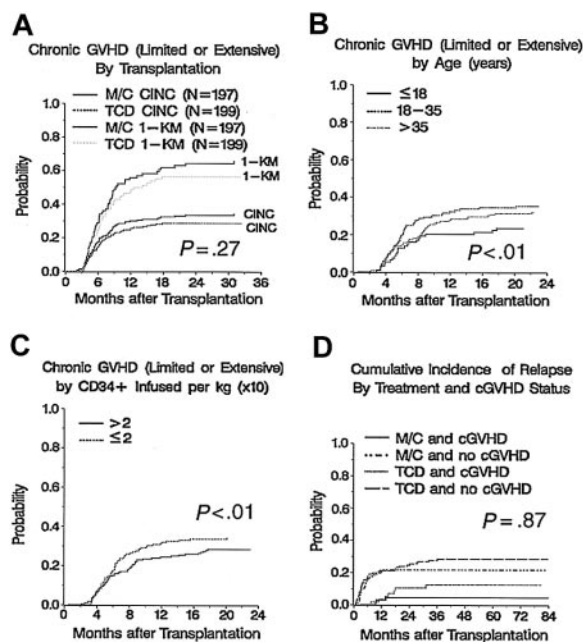 A
Chronic GVHD (Limited or Extensive)
By Transplantation
M/C CINC (N=197)
TCD CINC (N=199)
M/C 1-KM (N=197)
TCD 1-KM (N=199)
1-KM
1-KM
CINC
CINC
P=.27
Probability
1.0
0.8
0.6
0.4
0.2
0.0
0 6 12 18 24 30 36
Months after Transplantation
B
Chronic GVHD (Limited or Extensive)
by Age (years)
≤18
18-35
>35
P<.01
Probability
1.0
0.8
0.6
0.4
0.2
0.0
0 4 8 12 16 20 24
Months after Transplantation
C
Chronic GVHD (Limited or Extensive)
by CD34+ Infused per kg (x10)
>2
≤2
P<.01
Probability
1.0
0.8
0.6
0.4
0.2
0.0
0 4 8 12 16 20 24
Months after Transplantation
D
Cumulative Incidence of Relapse
By Treatment and cGVHD Status
M/C and cGVHD
M/C and no cGVHD
TCD and cGVHD
TCD and no cGVHD
P=.87
Probability
1.0
0.8
0.6
0.4
0.2
0.0
0 12 24 36 48 60 72 84
Months after Transplantation